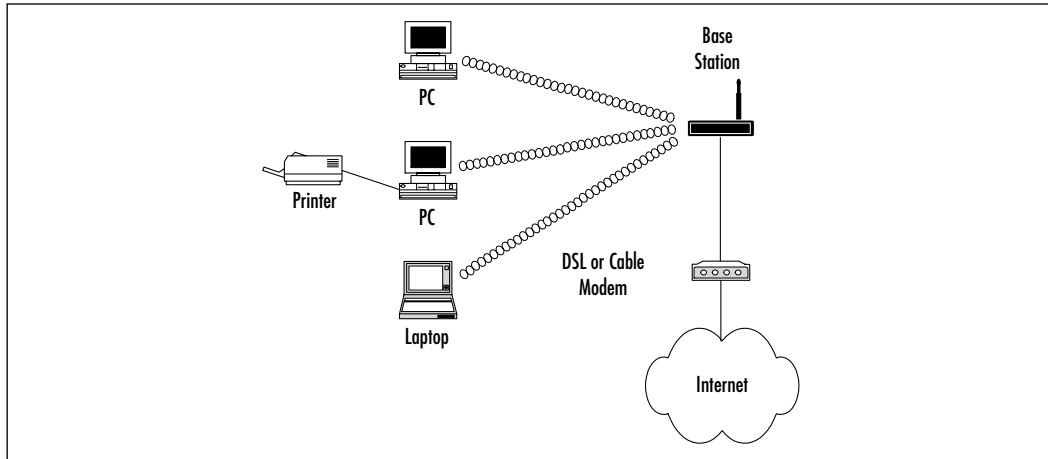 Base
Station
PC
Printer
PC
DSL or Cable
Modem
Laptop
Internet